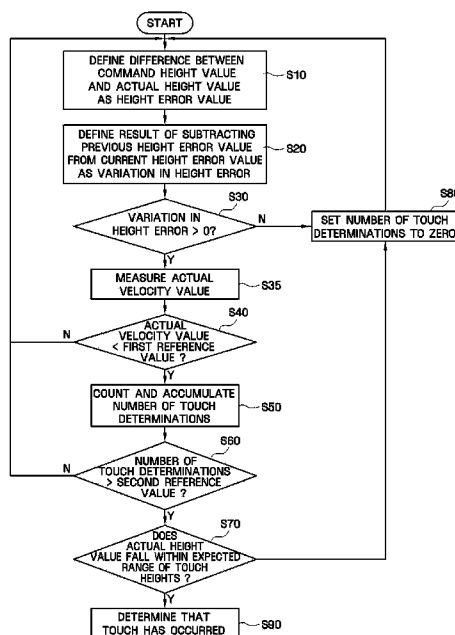 START
DEFINE DIFFERENCE BETWEEN
COMMAND HEIGHT VALUE
AND ACTUAL HEIGHT VALUE
AS HEIGHT ERROR VALUE
S10
DEFINE RESULT OF SUBTRACTING
PREVIOUS HEIGHT ERROR VALUE
FROM CURRENT HEIGHT ERROR VALUE
AS VARIATION IN HEIGHT ERROR
S20
S30
VARIATION IN
HEIGHT ERROR > 0?
N
S80
SET NUMBER OF TOUCH
DETERMINATIONS TO ZERO
Y
MEASURE ACTUAL
VELOCITY VALUE
S35
S40
ACTUAL
VELOCITY VALUE
< FIRST REFERENCE
VALUE ?
N
Y
COUNT AND ACCUMULATE
NUMBER OF TOUCH
DETERMINATIONS
S50
S60
NUMBER OF
TOUCH DETERMINATIONS
> SECOND REFERENCE
VALUE ?
N
Y
S70
DOES
ACTUAL HEIGHT
VALUE FALL WITHIN EXPECTED
RANGE OF TOUCH
HEIGHTS ?
Y
DETERMINE THAT
TOUCH HAS OCCURRED
S90